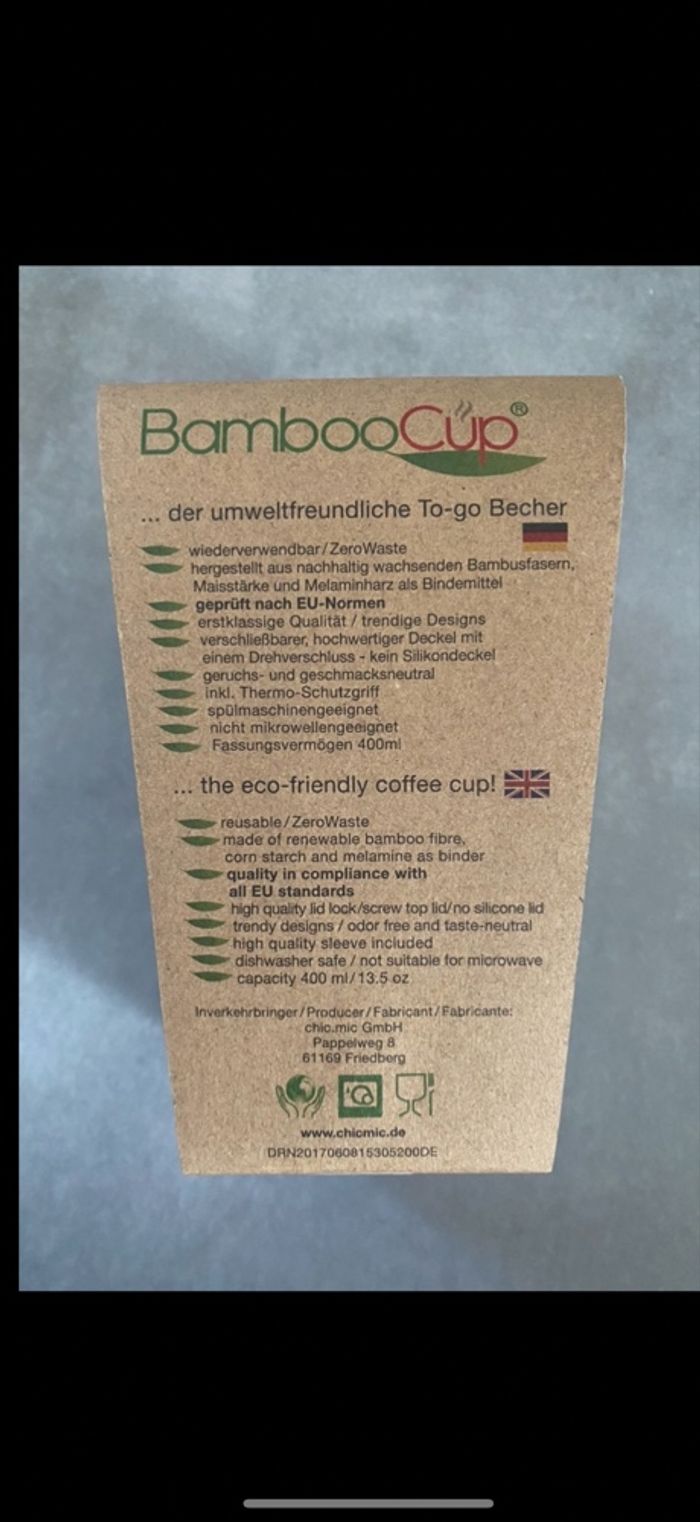 BambooCup®
... der umweltfreundliche To-go Becher
wiederverwendbar/ZeroWaste
hergestellt aus nachhaltig wachsenden Bambusfasern,
Maisstärke und Melaminharz als Bindemittel
geprüft nach EU-Normen
erstklassige Qualität / trendige Designs
verschließbarer, hochwertiger Deckel mit
einem Drehverschluss - kein Silikondeckel
geruchs- und geschmacksneutral
inkl. Thermo-Schutzgriff
spülmaschinengeeignet
nicht mikrowellengeeignet
Fassungsvermögen 400ml
... the eco-friendly coffee cup!
reusable/ZeroWaste
made of renewable bamboo fibre,
corn starch and melamine as binder
quality in compliance with
all EU standards
high quality lid lock/screw top lid/no silicone lid
trendy designs / odor free and taste-neutral
high quality sleeve included
dishwasher safe / not suitable for microwave
capacity 400 ml/13.5 oz
Inverkehrbringer/Producer/Fabricant/Fabricante:
chic.mic GmbH
Pappelweg 8
61169 Friedberg
www.chicmic.de
DRN2017060815305200DE